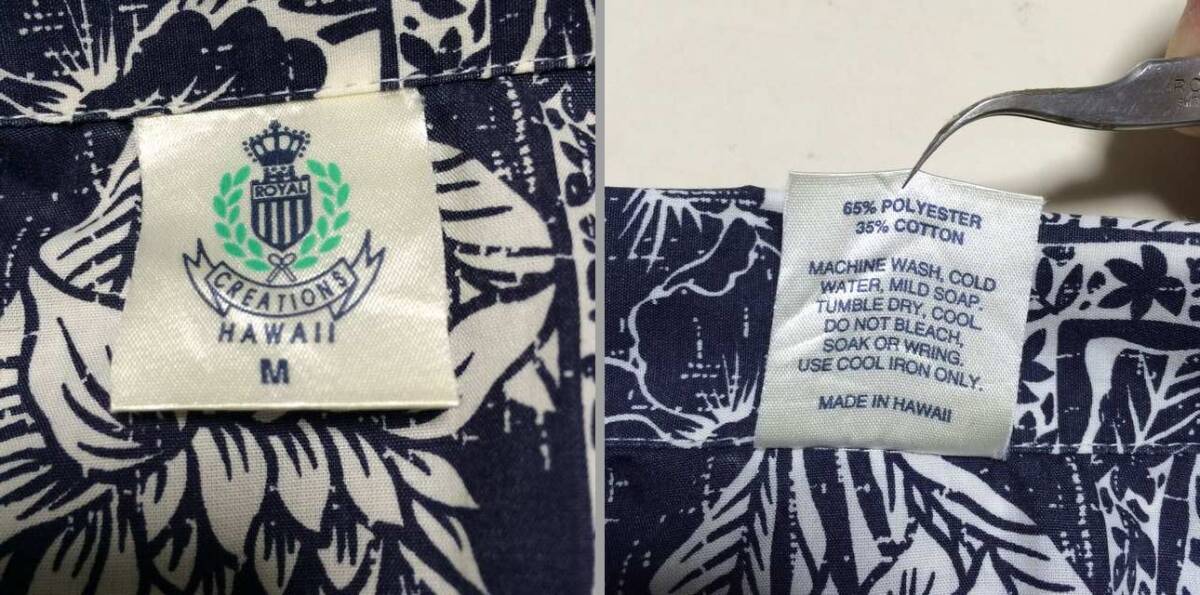 ROYAL
CREATIONS
HAWAII
M
65% POLYESTER
35% COTTON
MACHINE WASH, COLD
WATER, MILD SOAP.
TUMBLE DRY, COOL.
DO NOT BLEACH,
SOAK OR WRING.
USE COOL IRON ONLY.
MADE IN HAWAII